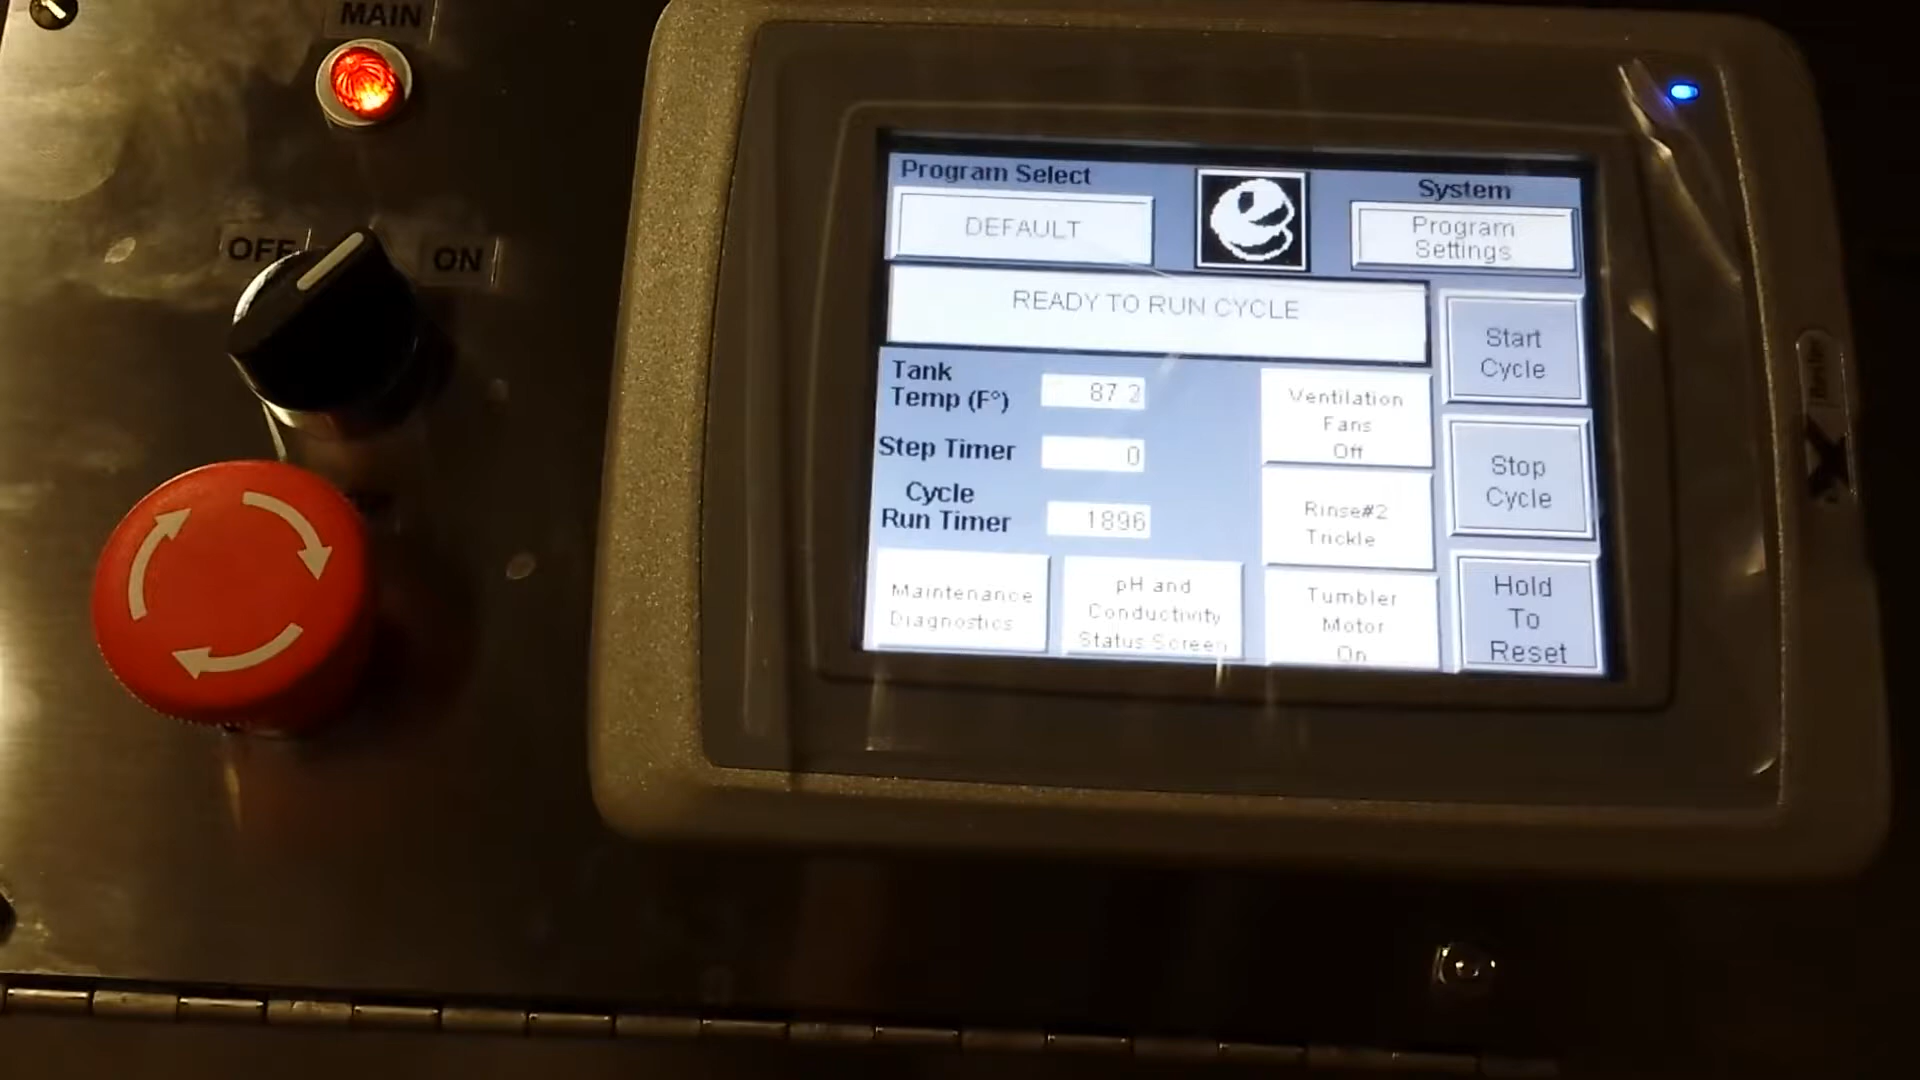 MAIN
OFF
ON
Program Select
System
DEFAULT
Program
Settings
READY TO RUN CYCLE
Start
Cycle
Tank
Temp (F°)
87.2
Ventilation
Fans
Off
Step Timer
0
Stop
Cycle
Cycle
Run Timer
1896
Rinse#2
Trickle
Maintenance
Diagnostics
pH and
Conductivity
Status Screen
Tumbler
Motor
On
Hold
To
Reset